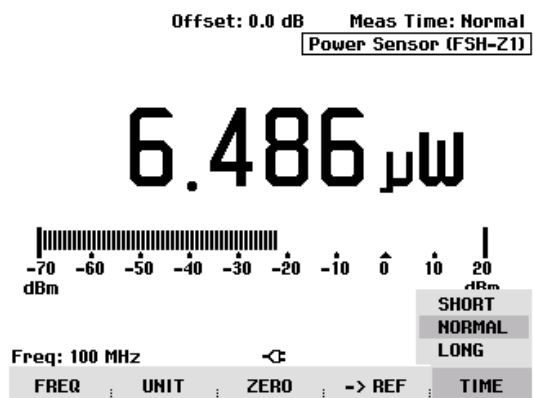 Offset: 0.0 dB Meas Time: Normal
Power Sensor (FSH-Z1)
6.486 µW
-70 -60 -50 -40 -30 -20 -10 0 10 20
dBm dBm
SHORT
NORMAL
LONG
Freq: 100 MHz
FREQ UNIT ZERO -> REF TIME